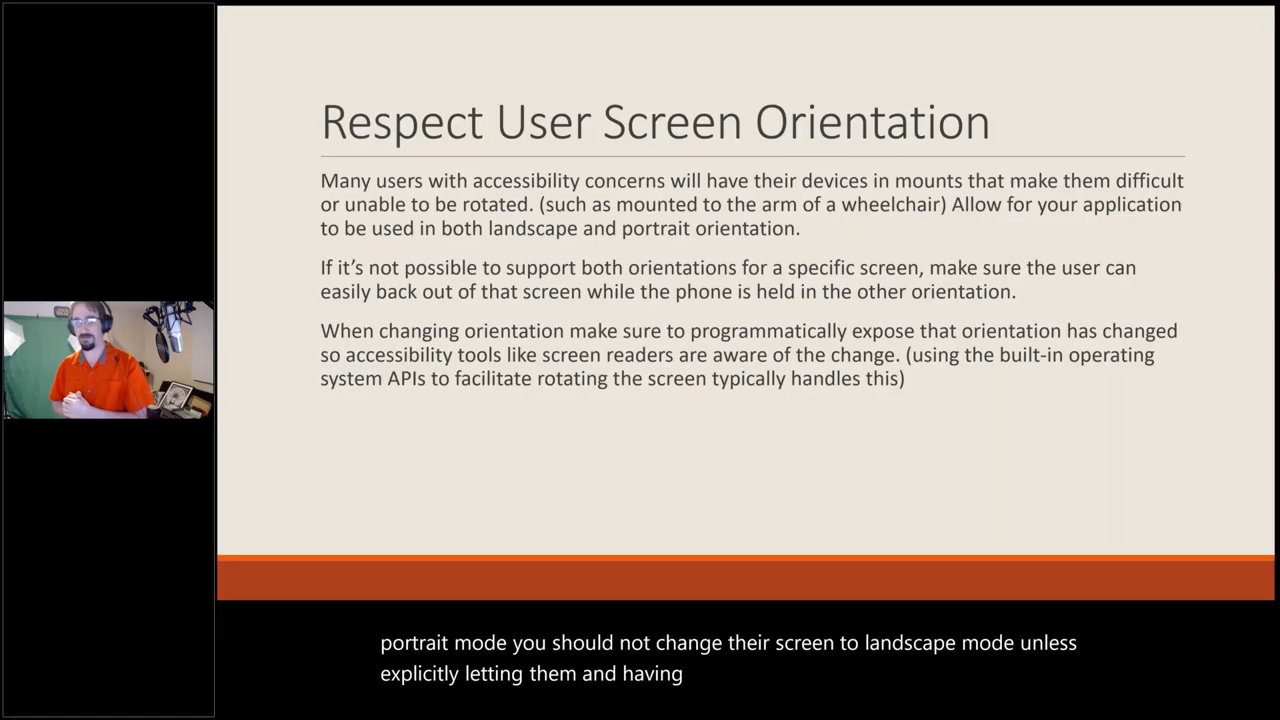 Respect User Screen Orientation
Many users with accessibility concerns will have their devices in mounts that make them difficult
or unable to be rotated. (such as mounted to the arm of a wheelchair) Allow for your application
to be used in both landscape and portrait orientation.
If it’s not possible to support both orientations for a specific screen, make sure the user can
easily back out of that screen while the phone is held in the other orientation.
When changing orientation make sure to programmatically expose that orientation has changed
so accessibility tools like screen readers are aware of the change. (using the built-in operating
system APIs to facilitate rotating the screen typically handles this)
portrait mode you should not change their screen to landscape mode unless
explicitly letting them and having